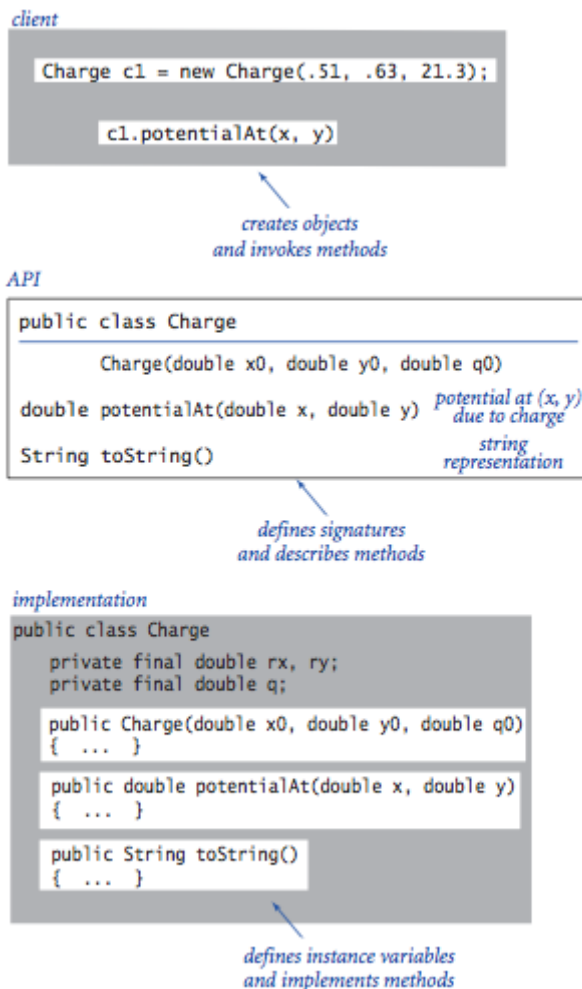 client
Charge c1 = new Charge(.51, .63, 21.3);
c1.potentialAt(x, y)
creates objects
and invokes methods
API
public class Charge
Charge(double x0, double y0, double q0)
double potentialAt(double x, double y) potential at (x, y)
due to charge
String toString() string
representation
defines signatures
and describes methods
implementation
public class Charge
private final double rx, ry;
private final double q;
public Charge(double x0, double y0, double q0)
{ ... }
public double potentialAt(double x, double y)
{ ... }
public String toString()
{ ... }
defines instance variables
and implements methods